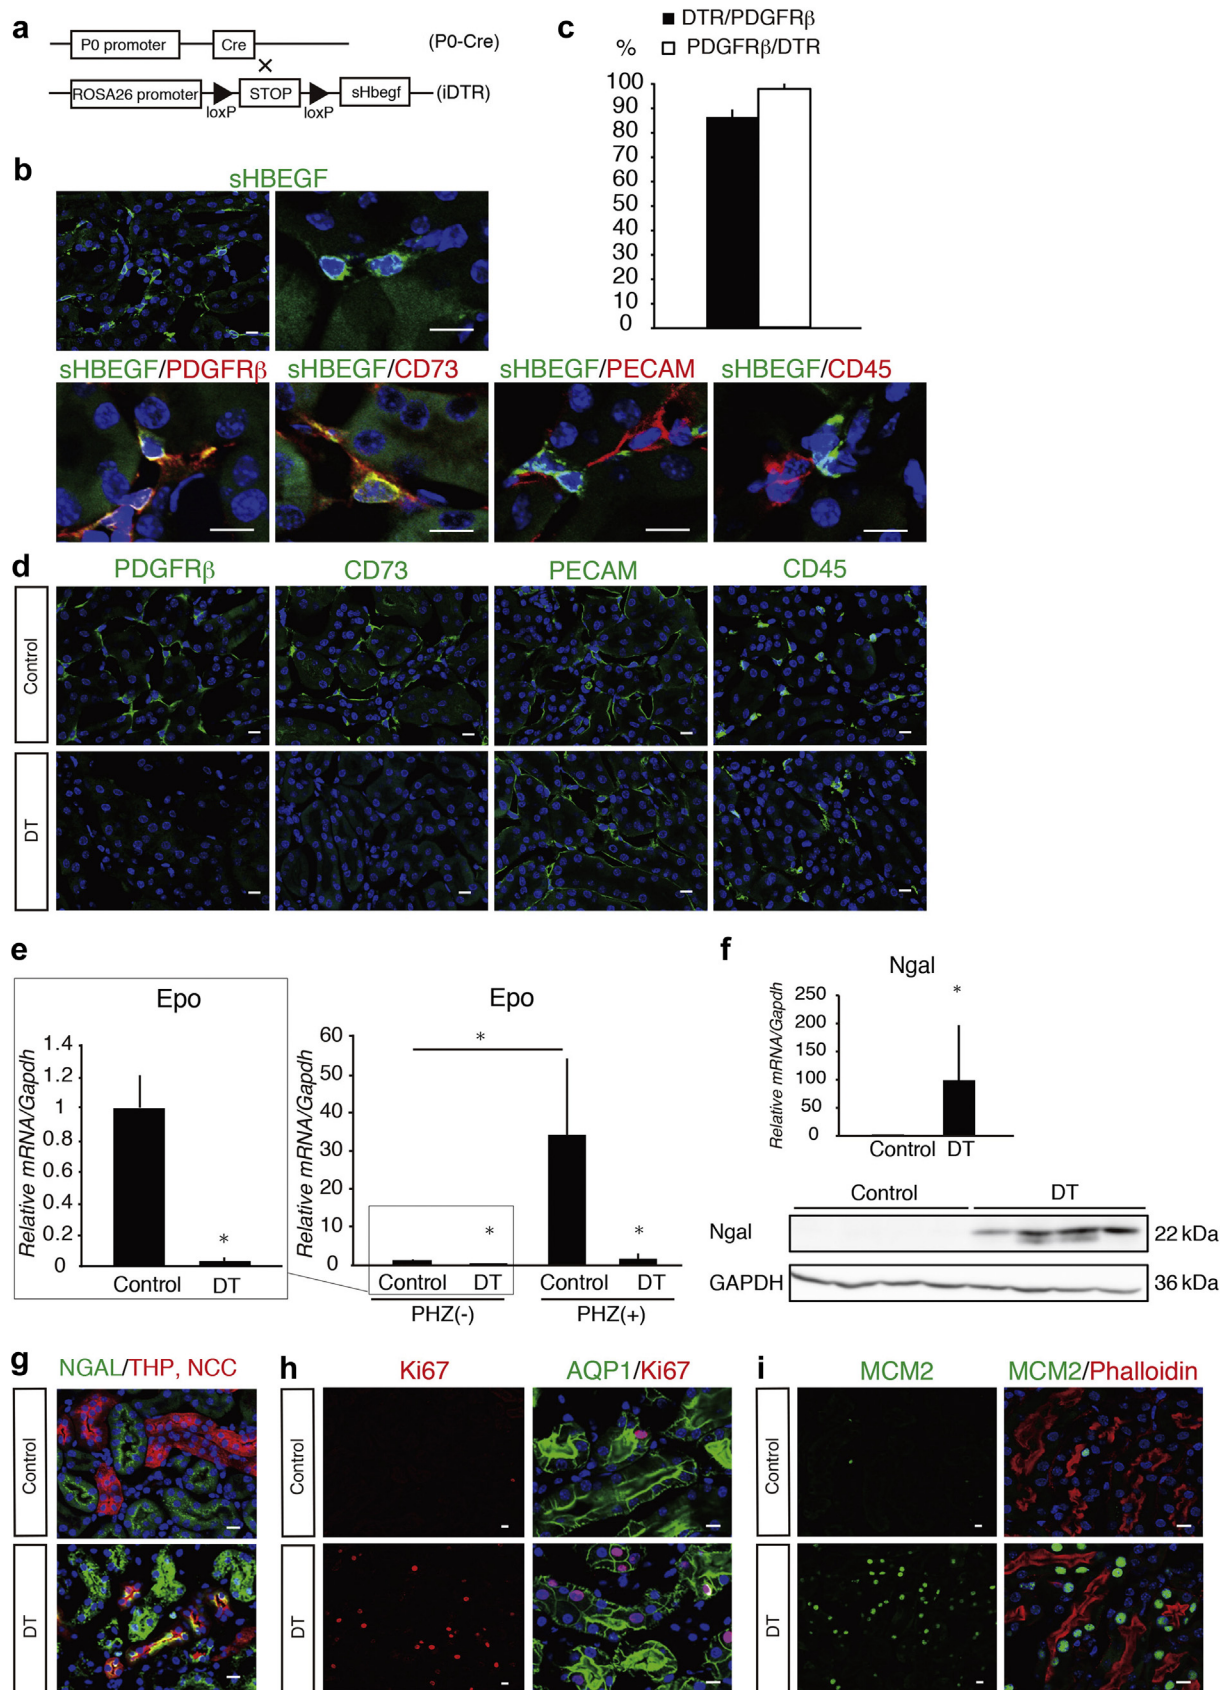 a
P0 promoter Cre (P0-Cre)
×
ROSA26 promoter STOP sHbegf (iDTR)
loxP loxP
b
sHBEGF
sHBEGF/PDGFRβ sHBEGF/CD73 sHBEGF/PECAM sHBEGF/CD45
c
DTR/PDGFRβ
% PDGFRβ/DTR
100
90
80
70
60
50
40
30
20
10
0
d
PDGFRβ CD73 PECAM CD45
Control
DT
e
Epo
Relative mRNA/Gapdh
1.4
1.2
1
0.8
0.6
0.4
0.2
0
*
Control DT
Epo
Relative mRNA/Gapdh
60
50
40
30
20
10
0
*
* *
Control DT Control DT
PHZ(-) PHZ(+)
f
Ngal
Relative mRNA/Gapdh
250
200
150
100
50
0
*
Control DT
Control DT
Ngal 22 kDa
GAPDH 36 kDa
g
NGAL/THP, NCC
Control
DT
h
Ki67 AQP1/Ki67
Control
DT
i
MCM2 MCM2/Phalloidin
Control
DT